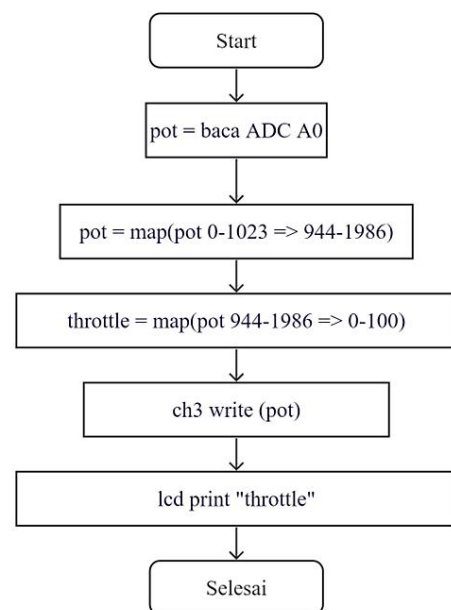 Start
pot = baca ADC A0
pot = map(pot 0-1023 => 944-1986)
throttle = map(pot 944-1986 => 0-100)
ch3 write (pot)
lcd print "throttle"
Selesai